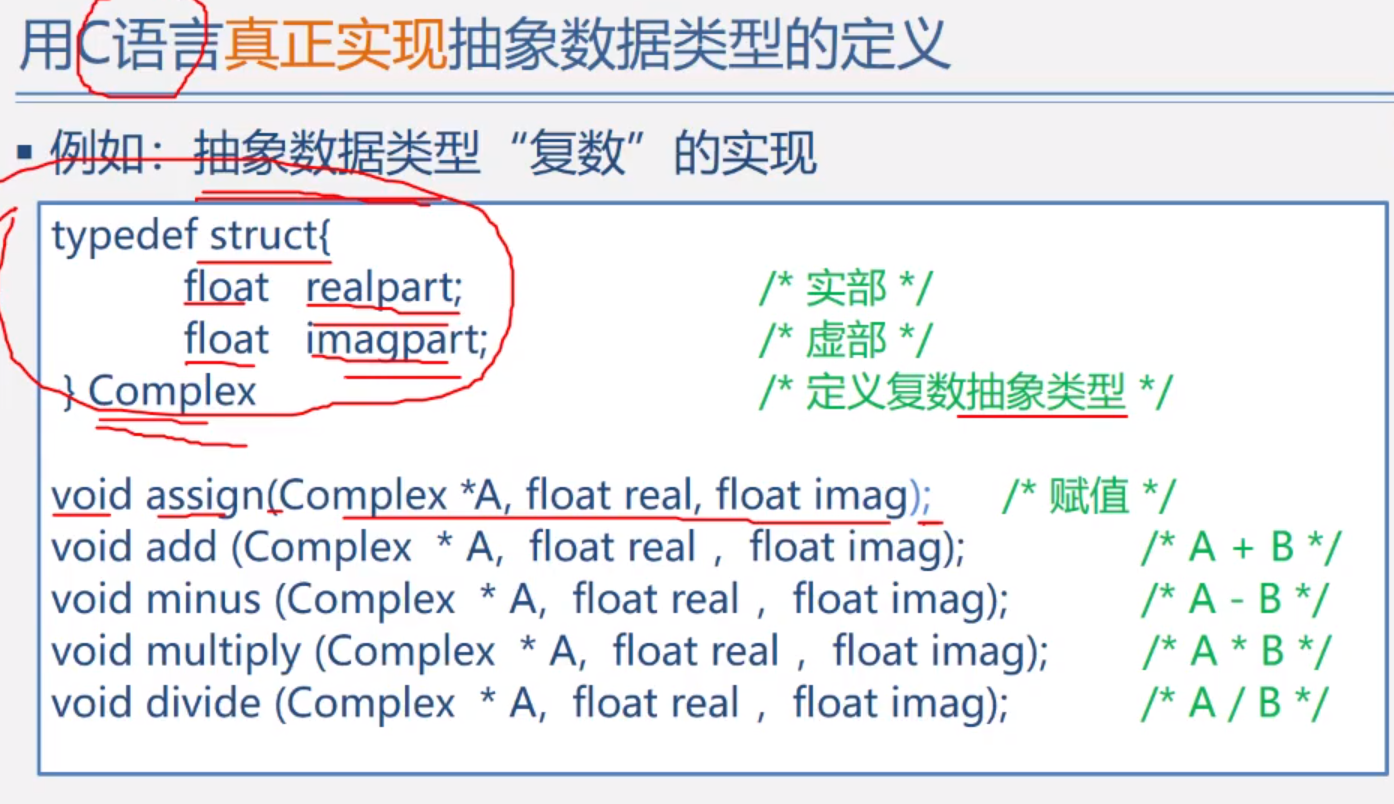 用C语言真正实现抽象数据类型的定义
▪ 例如：抽象数据类型“复数”的实现
typedef struct{
float realpart; /* 实部 */
float imagpart; /* 虚部 */
} Complex /* 定义复数抽象类型 */
void assign(Complex *A, float real, float imag); /* 赋值 */
void add (Complex * A, float real , float imag); /* A + B */
void minus (Complex * A, float real , float imag); /* A - B */
void multiply (Complex * A, float real , float imag); /* A * B */
void divide (Complex * A, float real , float imag); /* A / B */